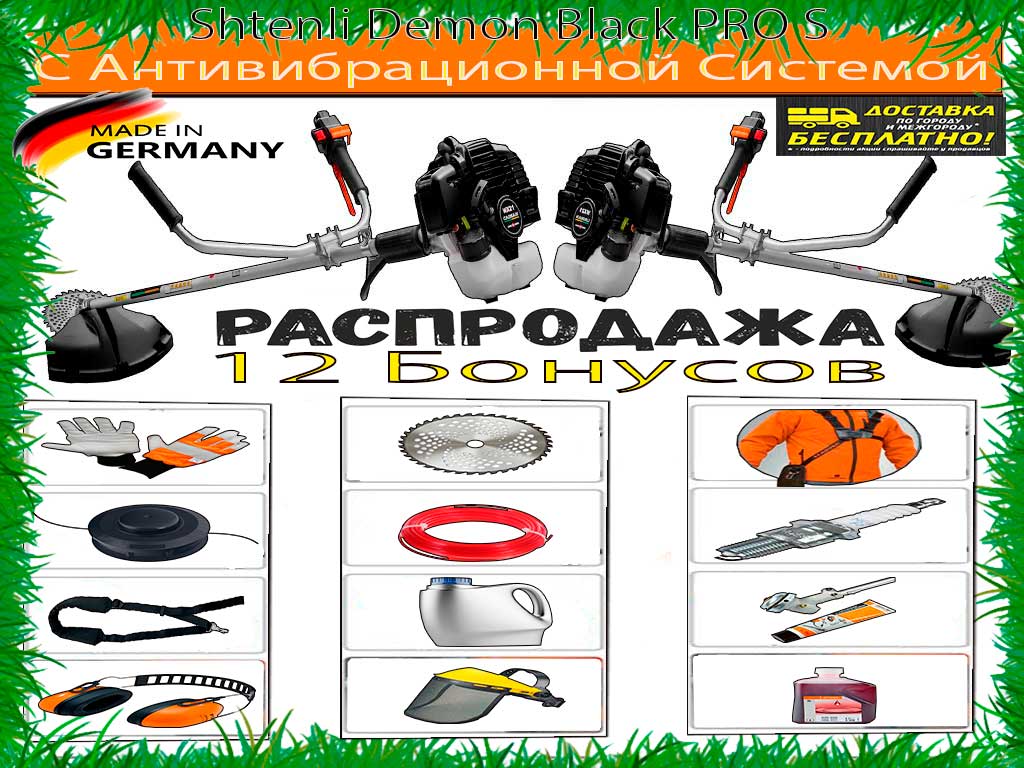 Shtenli Demon Black PRO S
С Антивибрационной Системой
MADE IN
GERMANY
ДОСТАВКА
ПО ГОРОДУ
И МЕЖГОРОДУ*
БЕСПЛАТНО!
* - подробности акции спрашивайте у продавцов
РАСПРОДАЖА
12 Бонусов